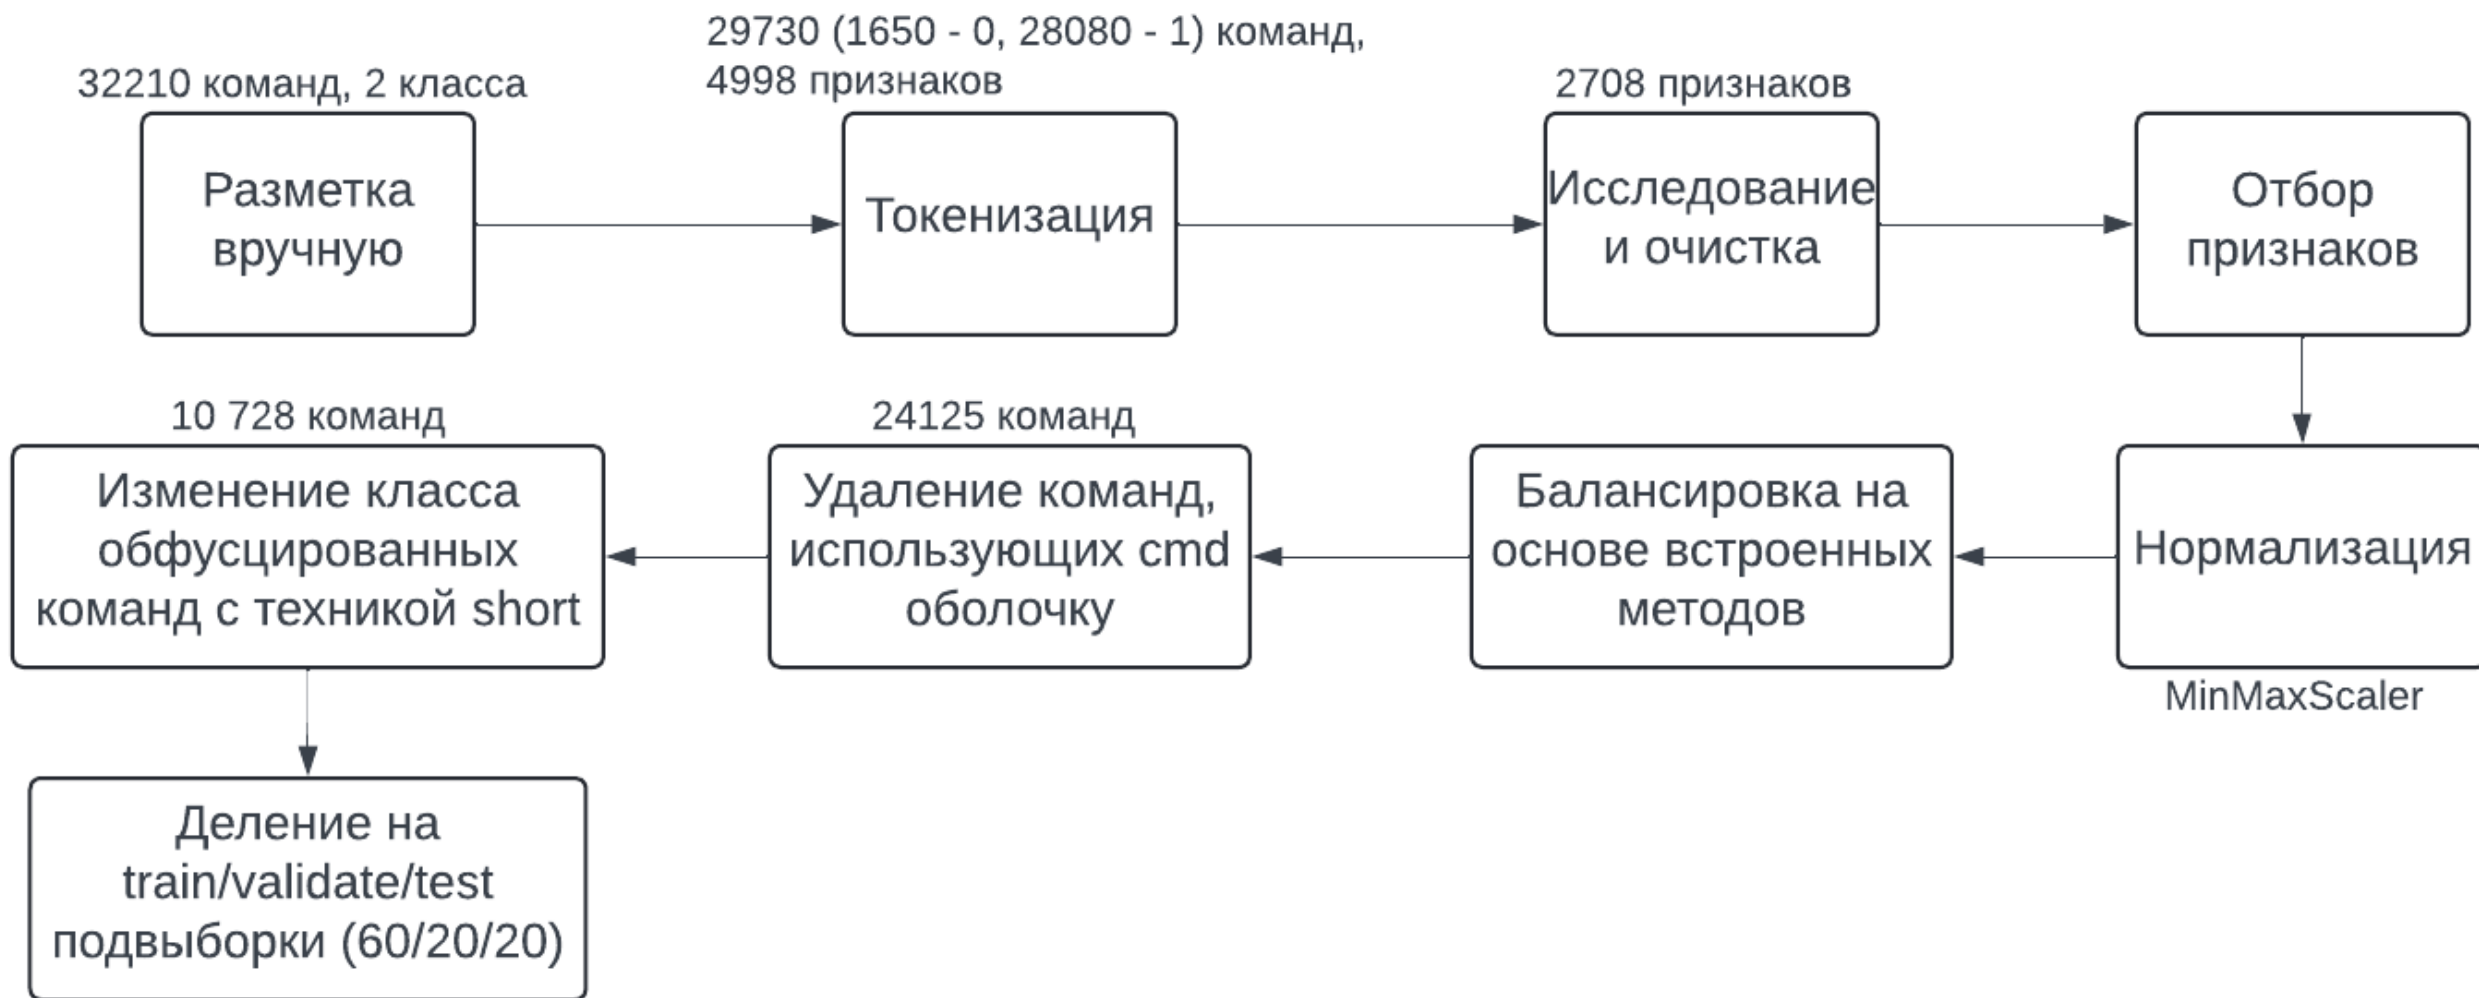 32210 команд, 2 класса
Разметка
вручную
29730 (1650 - 0, 28080 - 1) команд,
4998 признаков
Токенизация
2708 признаков
Исследование
и очистка
Отбор
признаков
Нормализация
MinMaxScaler
Балансировка на
основе встроенных
методов
24125 команд
Удаление команд,
использующих cmd
оболочку
10 728 команд
Изменение класса
обфусцированных
команд с техникой short
Деление на
train/validate/test
подвыборки (60/20/20)